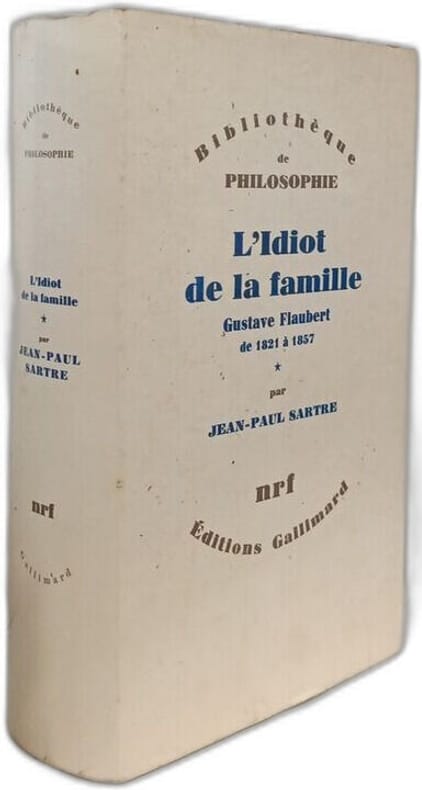 Bibliothèque
de
PHILOSOPHIE
L'Idiot
de la famille
*
par
JEAN-PAUL
SARTRE
nrf
Gallimard
Bibliothèque
de
PHILOSOPHIE
L'Idiot
de la famille
Gustave Flaubert
de 1821 à 1857
*
par
JEAN-PAUL SARTRE
nrf
Éditions Gallimard